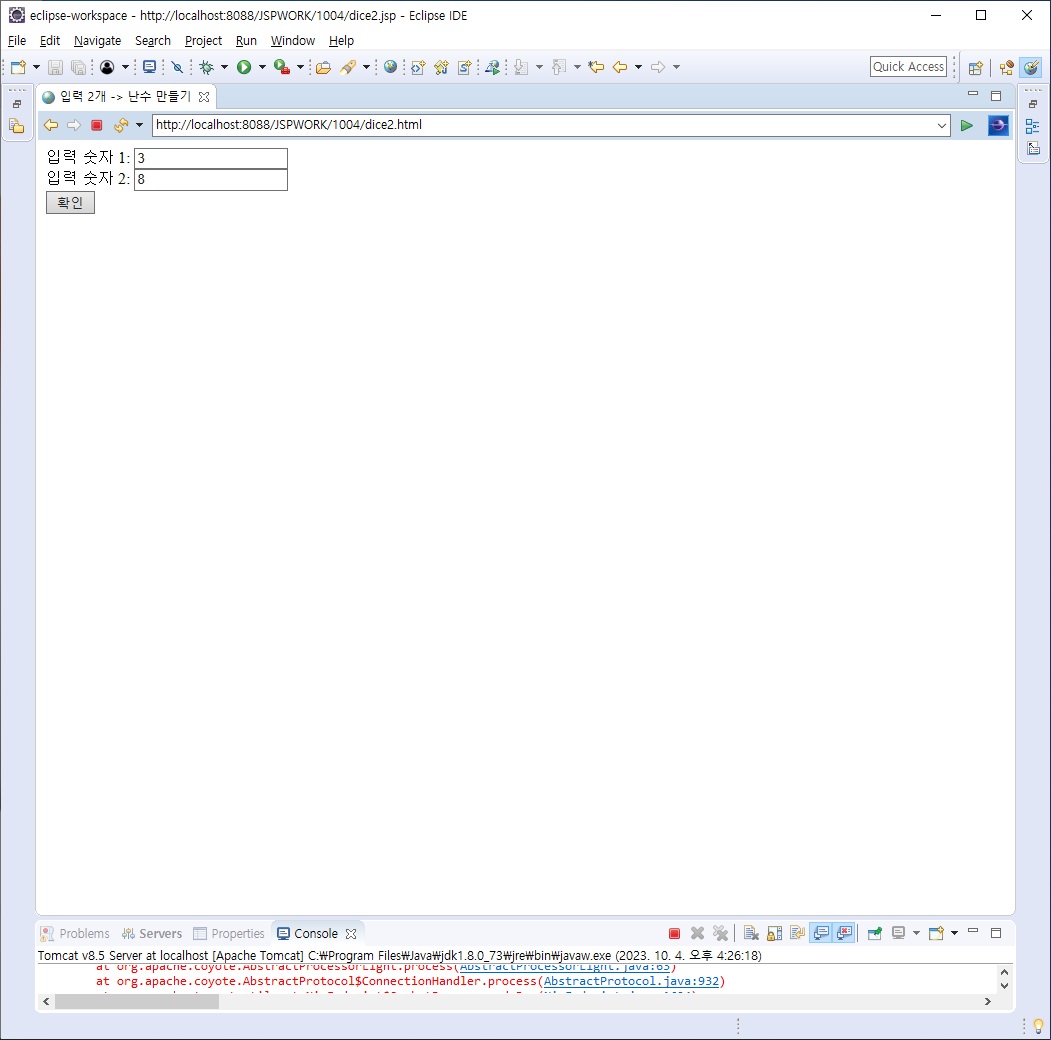 eclipse-workspace - http://localhost:8088/JSPWORK/1004/dice2.jsp - Eclipse IDE
File Edit Navigate Search Project Run Window Help
Quick Access
입력 2개 -> 난수 만들기
http://localhost:8088/JSPWORK/1004/dice2.html
입력 숫자 1: 3
입력 숫자 2: 8
확인
Problems Servers Properties Console
Tomcat v8.5 Server at localhost [Apache Tomcat] C:₩Program Files₩Java₩jdk1.8.0_73₩jre₩bin₩javaw.exe (2023. 10. 4. 오후 4:26:18)
at org.apache.coyote.AbstractProcessorLight.process(AbstractProcessorLight.java:65)
at org.apache.coyote.AbstractProtocol$ConnectionHandler.process(AbstractProtocol.java:932)